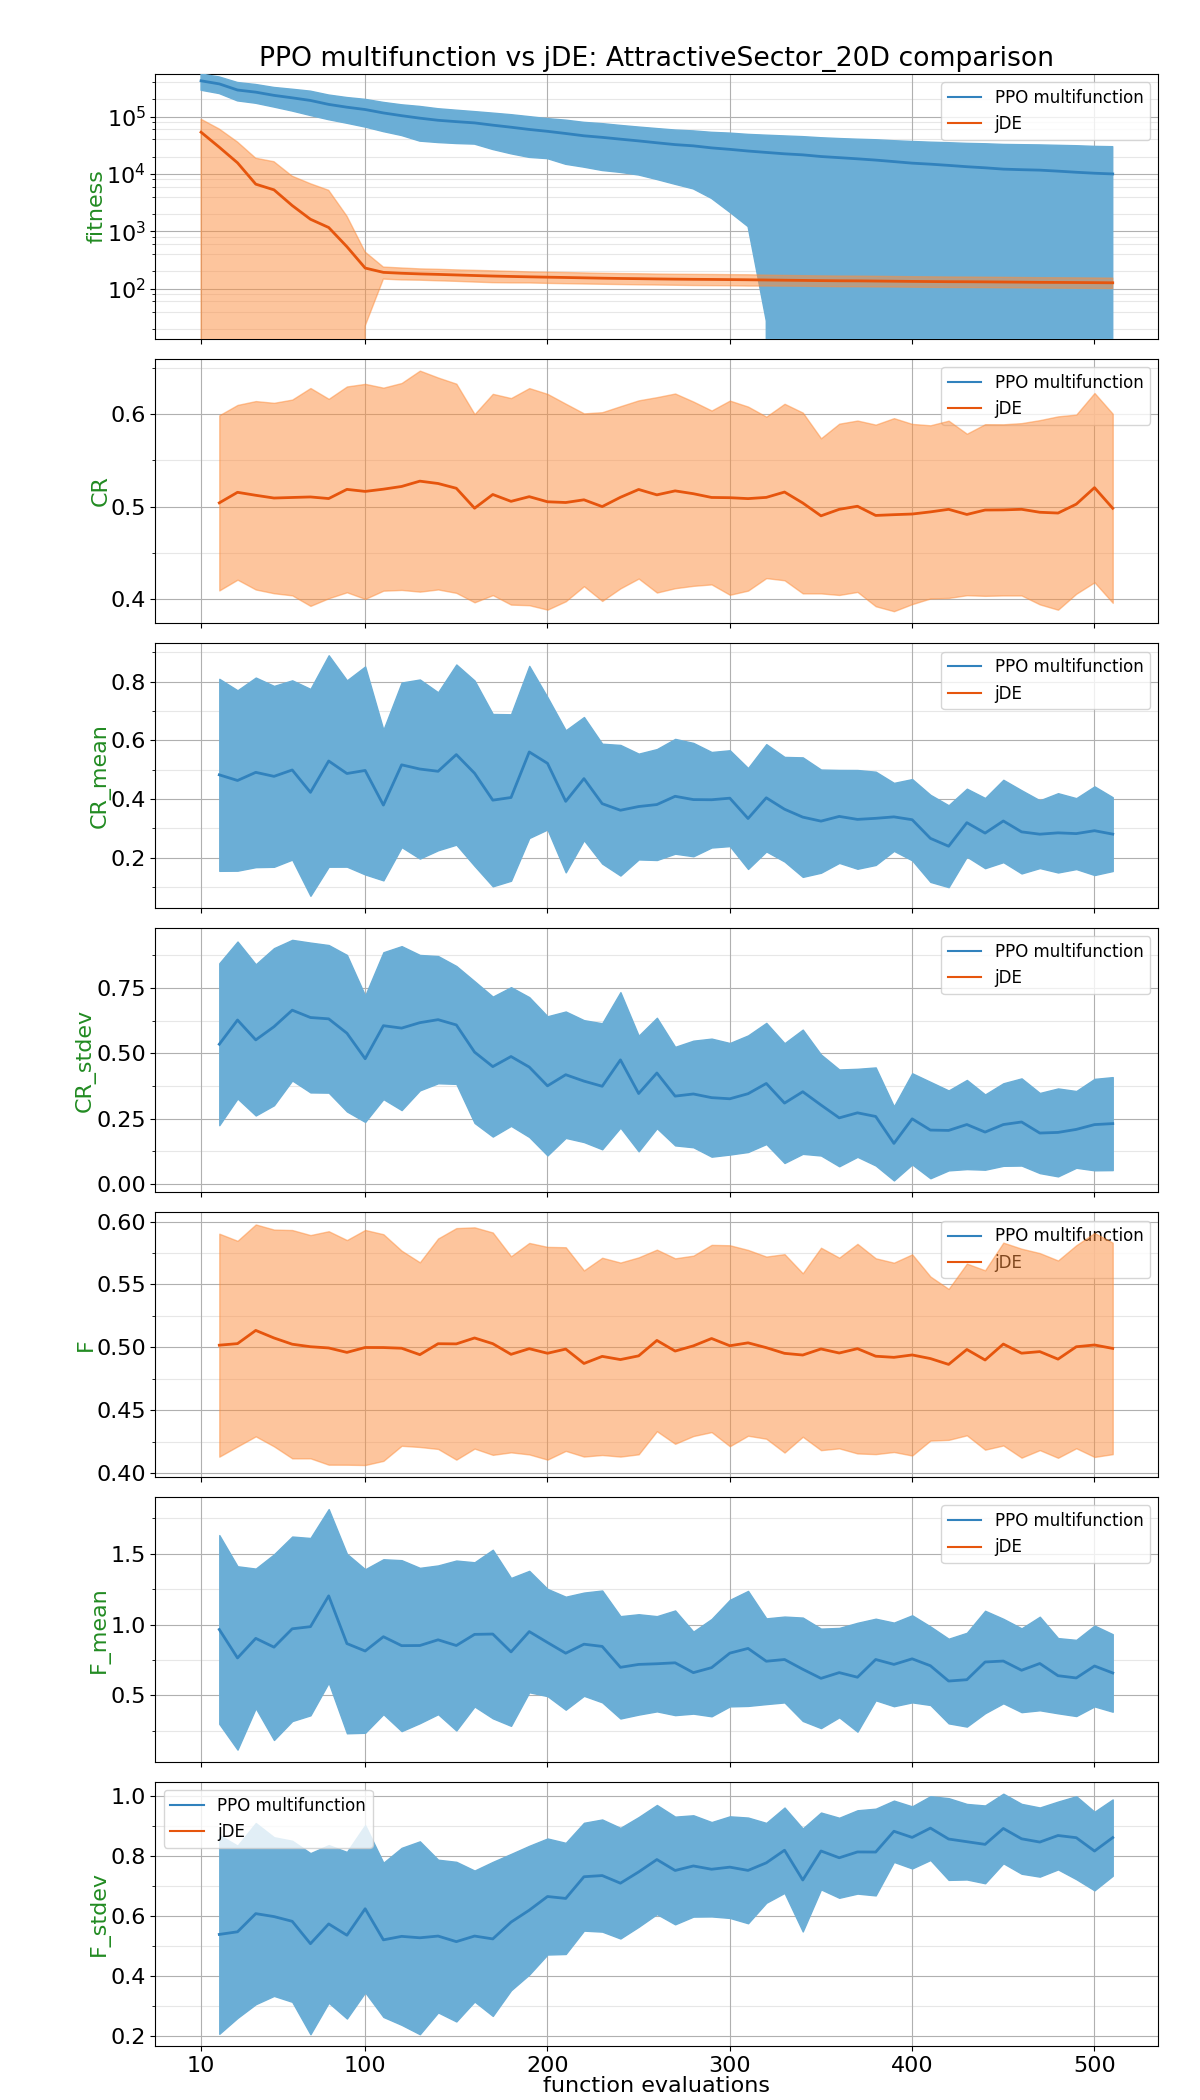 PPO multifunction vs jDE: AttractiveSector_20D comparison
fitness
10^5
10^4
10^3
10^2
PPO multifunction
jDE
CR
0.6
0.5
0.4
PPO multifunction
jDE
CR_mean
0.8
0.6
0.4
0.2
PPO multifunction
jDE
CR_stdev
0.75
0.50
0.25
0.00
PPO multifunction
jDE
F
0.60
0.55
0.50
0.45
0.40
PPO multifunction
jDE
F_mean
1.5
1.0
0.5
PPO multifunction
jDE
F_stdev
1.0
0.8
0.6
0.4
0.2
PPO multifunction
jDE
10 100 200 300 400 500
function evaluations